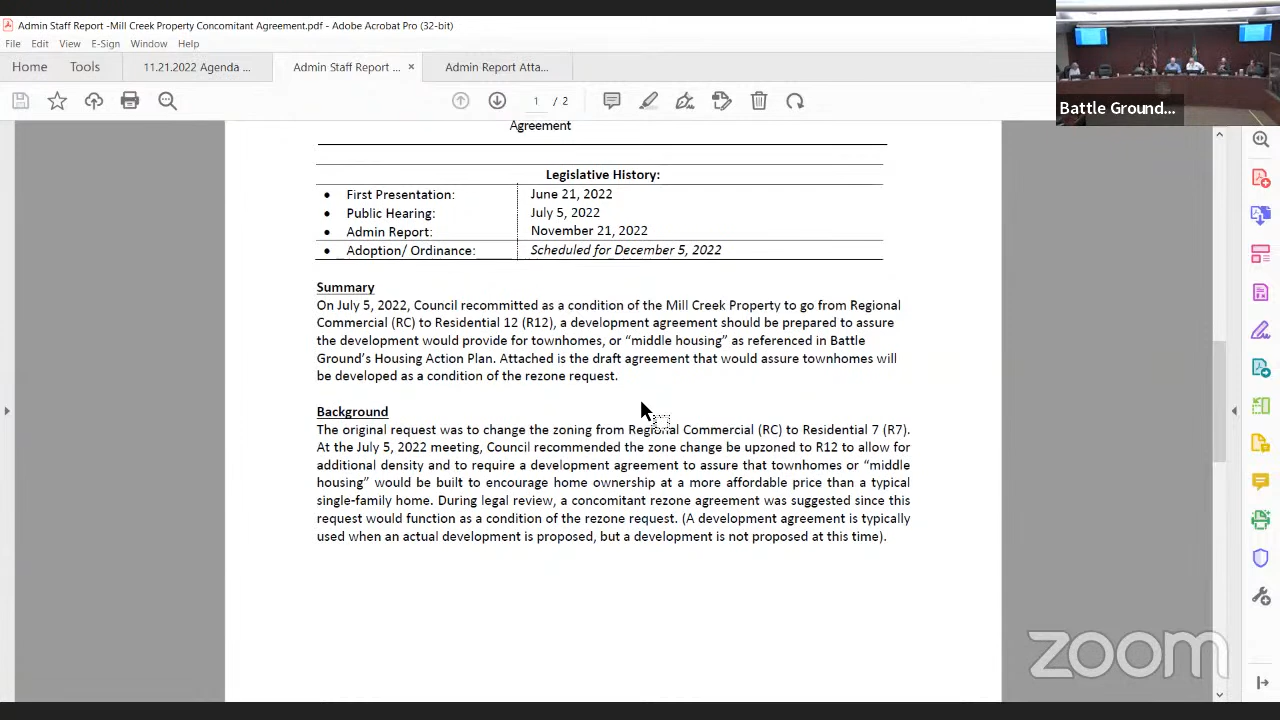 Admin Staff Report -Mill Creek Property Concomitant Agreement.pdf - Adobe Acrobat Pro (32-bit)
File Edit View E-Sign Window Help
Home Tools 11.21.2022 Agenda ... Admin Staff Report ... × Admin Report Atta...
1 / 2
Battle Ground...
Agreement
Legislative History:
• First Presentation: June 21, 2022
• Public Hearing: July 5, 2022
• Admin Report: November 21, 2022
• Adoption/ Ordinance: Scheduled for December 5, 2022
Summary
On July 5, 2022, Council recommitted as a condition of the Mill Creek Property to go from Regional
Commercial (RC) to Residential 12 (R12), a development agreement should be prepared to assure
the development would provide for townhomes, or “middle housing” as referenced in Battle
Ground’s Housing Action Plan. Attached is the draft agreement that would assure townhomes will
be developed as a condition of the rezone request.
Background
The original request was to change the zoning from Regional Commercial (RC) to Residential 7 (R7).
At the July 5, 2022 meeting, Council recommended the zone change be upzoned to R12 to allow for
additional density and to require a development agreement to assure that townhomes or “middle
housing” would be built to encourage home ownership at a more affordable price than a typical
single-family home. During legal review, a concomitant rezone agreement was suggested since this
request would function as a condition of the rezone request. (A development agreement is typically
used when an actual development is proposed, but a development is not proposed at this time).
zoom